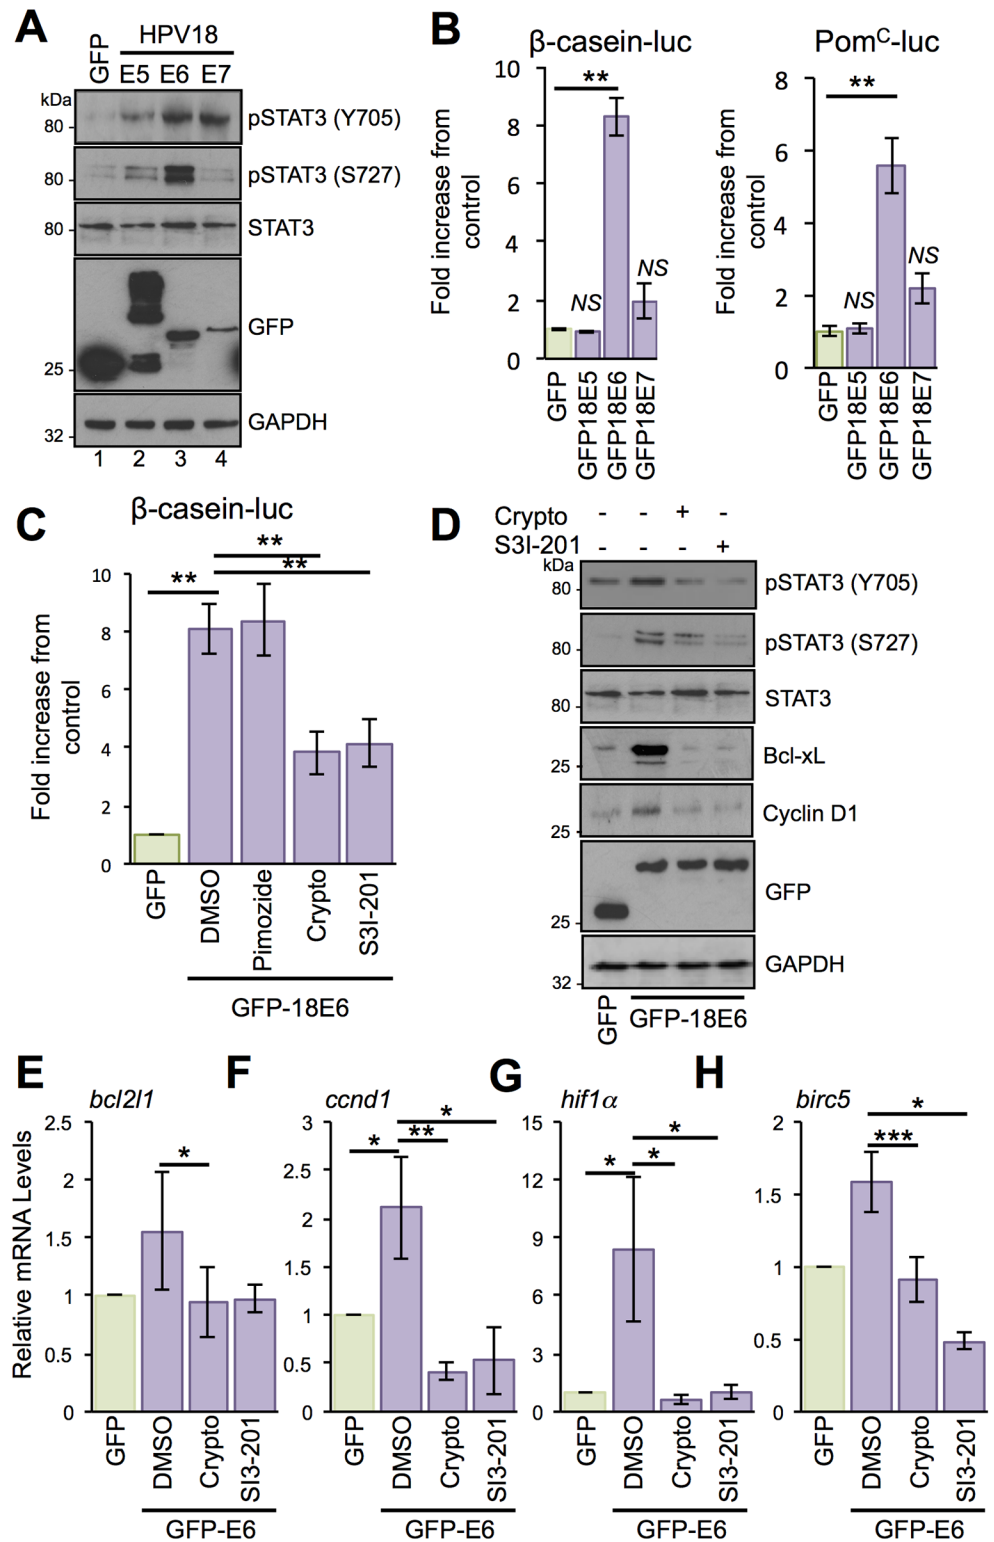 A
HPV18
GFP
E5 E6 E7
kDa
80
pSTAT3 (Y705)
80
pSTAT3 (S727)
80
STAT3
GFP
25
GAPDH
32
1 2 3 4
B
β-casein-luc
Fold increase from
control
10
8
6
4
2
0
**
NS
NS
GFP
GFP18E5
GFP18E6
GFP18E7
PomC-luc
Fold increase from
control
8
6
4
2
0
**
NS
NS
GFP
GFP18E5
GFP18E6
GFP18E7
C
β-casein-luc
Fold increase from
control
10
8
6
4
2
0
**
**
**
GFP
DMSO
Pimozide
Crypto
S3I-201
GFP-18E6
D
Crypto - - + -
S3I-201 - - - +
kDa
80
pSTAT3 (Y705)
80
pSTAT3 (S727)
80
STAT3
Bcl-xL
25
Cyclin D1
25
GFP
25
GAPDH
32
GFP
GFP-18E6
E
bcl2l1
Relative mRNA Levels
2.5
2
1.5
1
0.5
0
*
GFP
DMSO
Crypto
SI3-201
GFP-E6
F
ccnd1
3
2.5
2
1.5
1
0.5
0
*
**
*
GFP
DMSO
Crypto
SI3-201
GFP-E6
G
hif1α
15
12
9
6
3
0
*
*
*
GFP
DMSO
Crypto
SI3-201
GFP-E6
H
birc5
2
1.5
1
0.5
0
*
***
GFP
DMSO
Crypto
SI3-201
GFP-E6